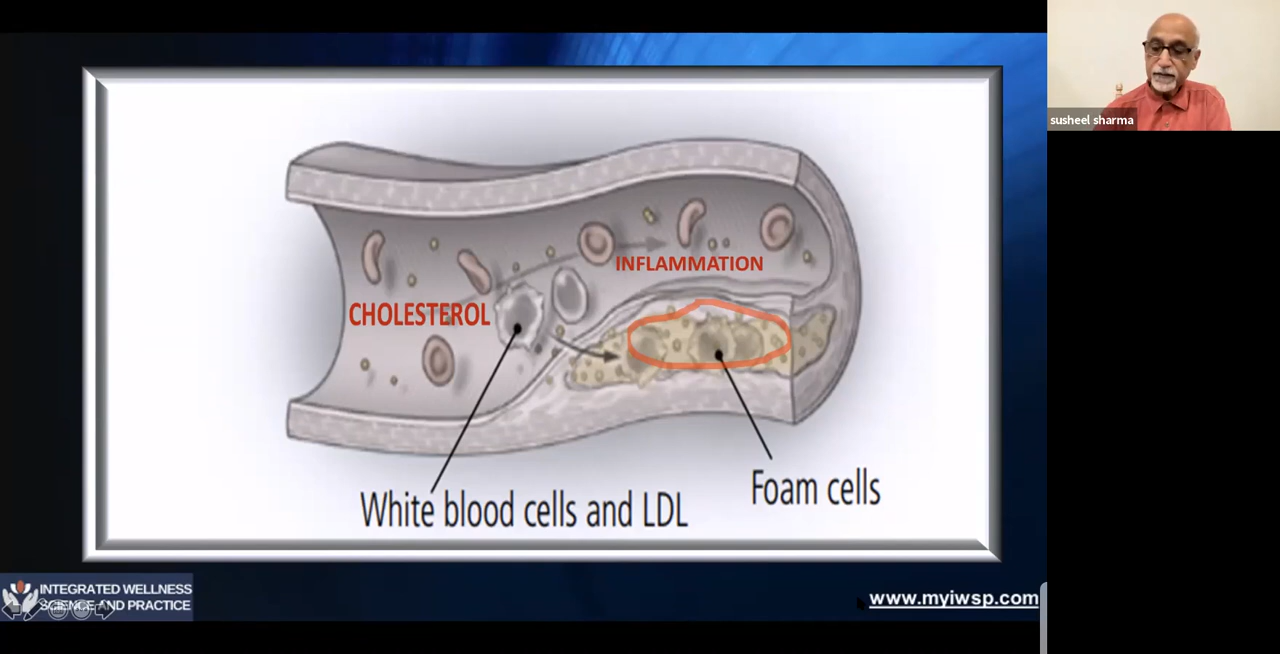 susheel sharma
INFLAMMATION
CHOLESTEROL
Foam cells
White blood cells and LDL
INTEGRATED WELLNESS
SCIENCE AND PRACTICE
www.myiwsp.com